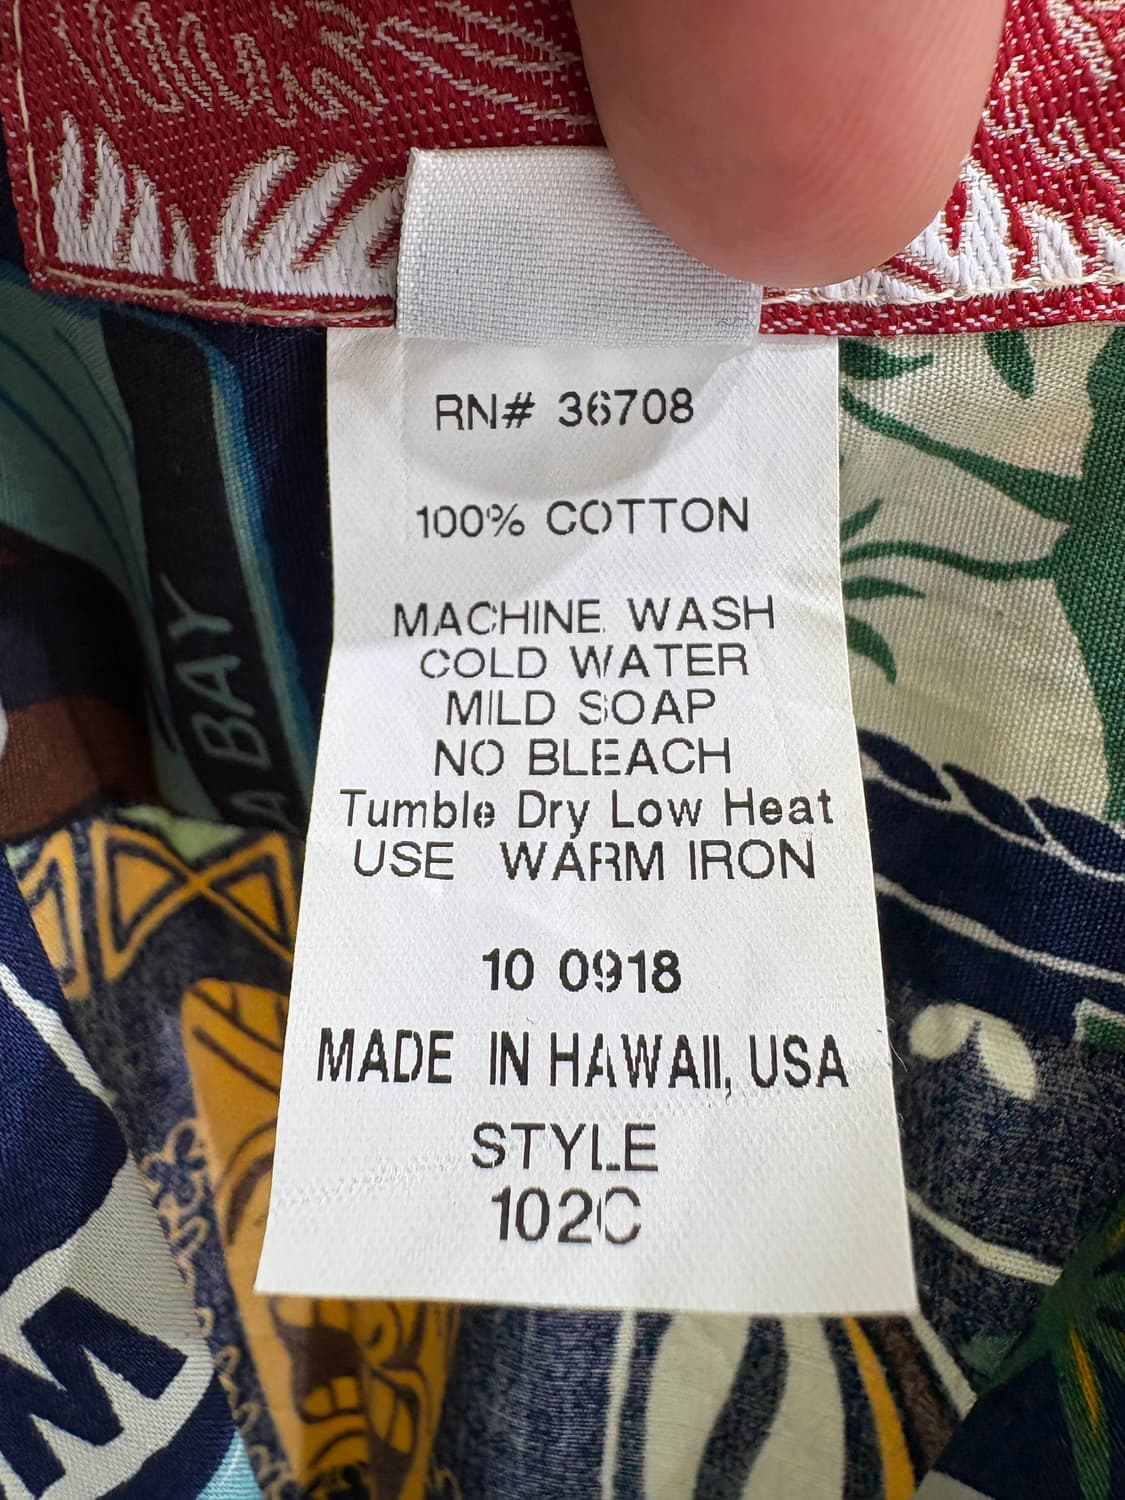 RN# 36708
100% COTTON
MACHINE WASH
COLD WATER
MILD SOAP
NO BLEACH
Tumble Dry Low Heat
USE WARM IRON
10 0918
MADE IN HAWAII, USA
STYLE
102C
BAY